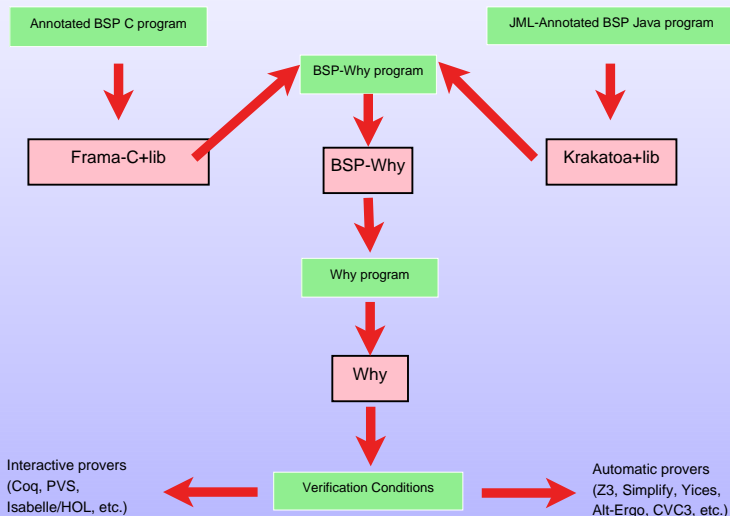 Annotated BSP C program
JML-Annotated BSP Java program
BSP-Why program
Frama-C+lib
BSP-Why
Krakatoa+lib
Why program
Why
Interactive provers
(Coq, PVS,
Isabelle/HOL, etc.)
Verification Conditions
Automatic provers
(Z3, Simplify, Yices,
Alt-Ergo, CVC3, etc.)